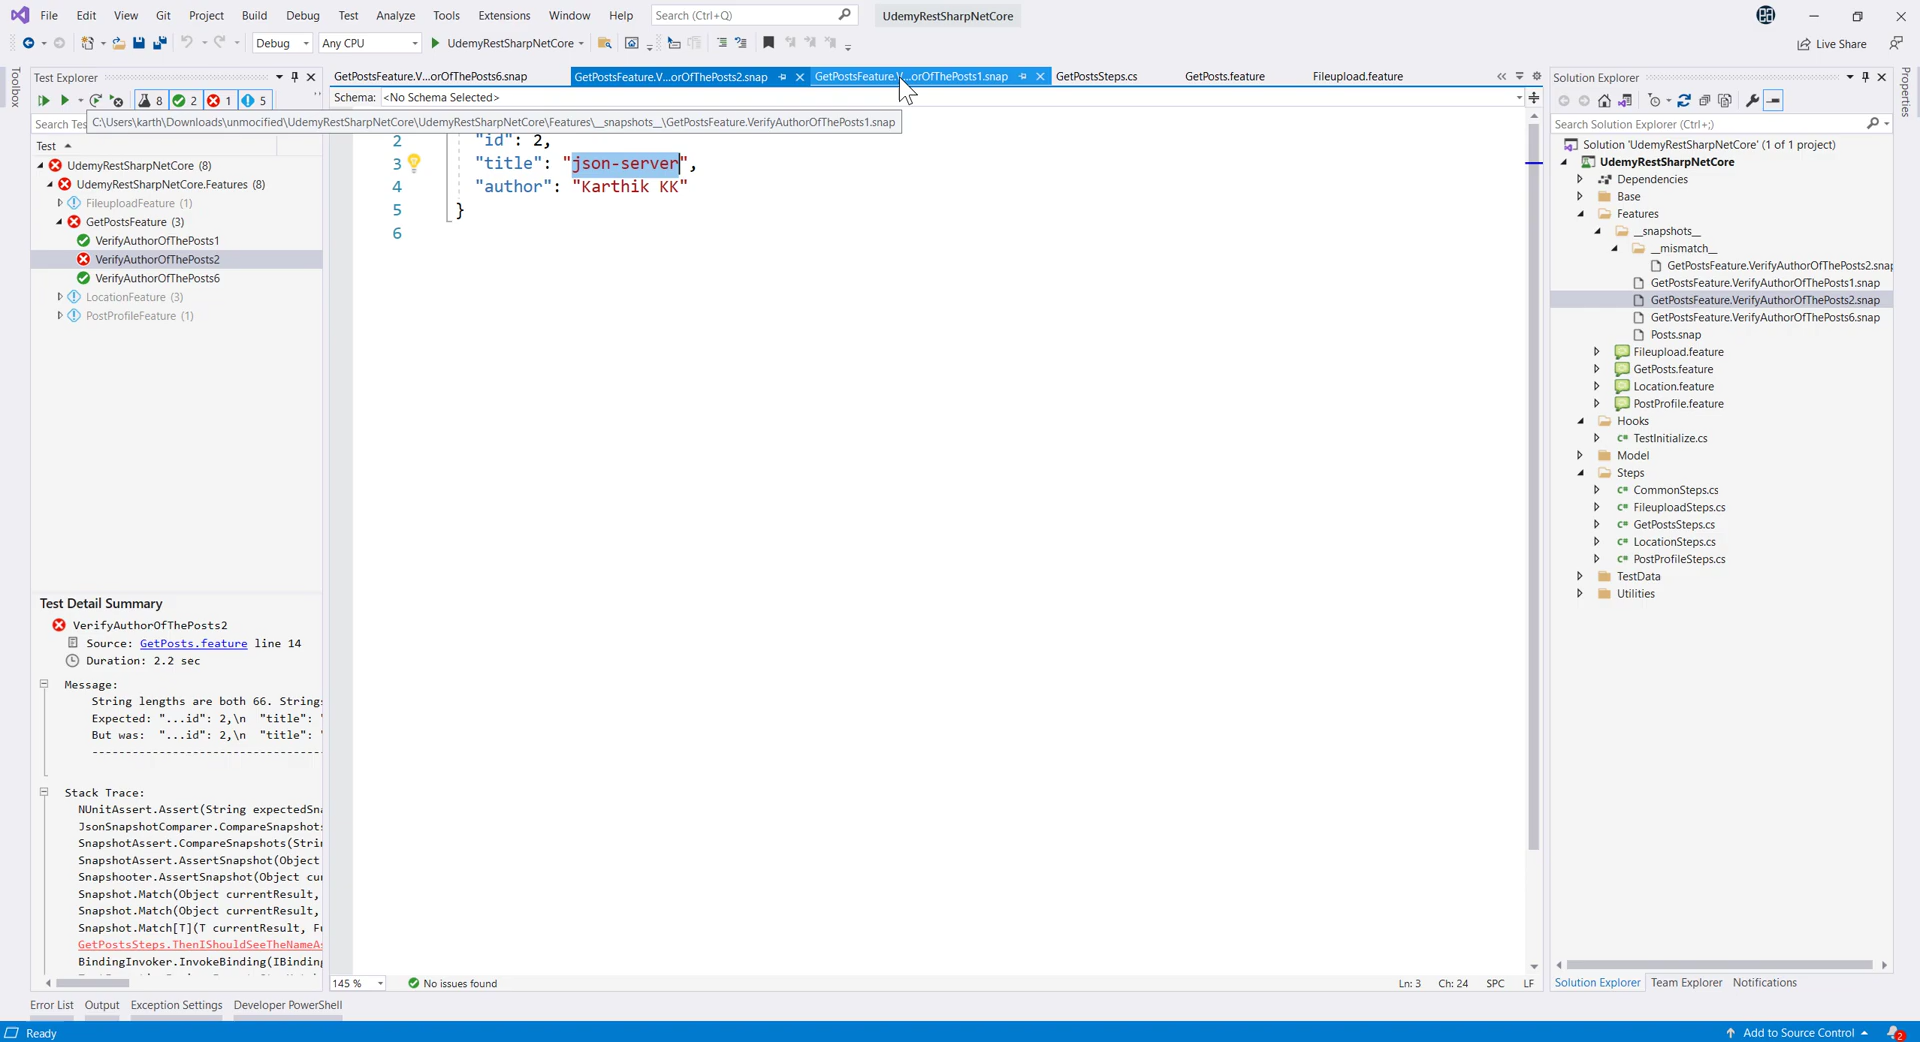 File Edit View Git Project Build Debug Test Analyze Tools Extensions Window Help Search (Ctrl+Q) UdemyRestSharpNetCore
Debug Any CPU UdemyRestSharpNetCore Live Share
Toolbox
Test Explorer
8 2 1 5
Search Tes
Test
UdemyRestSharpNetCore (8)
UdemyRestSharpNetCore.Features (8)
FileuploadFeature (1)
GetPostsFeature (3)
VerifyAuthorOfThePosts1
VerifyAuthorOfThePosts2
VerifyAuthorOfThePosts6
LocationFeature (3)
PostProfileFeature (1)
Test Detail Summary
VerifyAuthorOfThePosts2
Source: GetPosts.feature line 14
Duration: 2.2 sec
Message:
String lengths are both 66. Strings
Expected: "...id": 2,\n "title": "
But was: "...id": 2,\n "title": "
Stack Trace:
NUnitAssert.Assert(String expectedSna
JsonSnapshotComparer.CompareSnapshots
SnapshotAssert.CompareSnapshots(Strin
SnapshotAssert.AssertSnapshot(Object
Snapshooter.AssertSnapshot(Object cur
Snapshot.Match(Object currentResult,
Snapshot.Match(Object currentResult,
Snapshot.Match[T](T currentResult, Fu
GetPostsSteps.ThenIShouldSeeTheNameAs
BindingInvoker.InvokeBinding(IBinding
GetPostsFeature.V...orOfThePosts6.snap GetPostsFeature.V...orOfThePosts2.snap GetPostsFeature.V...orOfThePosts1.snap GetPostsSteps.cs GetPosts.feature Fileupload.feature
Schema: <No Schema Selected>
C:\Users\karth\Downloads\unmocified\UdemyRestSharpNetCore\UdemyRestSharpNetCore\Features\__snapshots__\GetPostsFeature.VerifyAuthorOfThePosts1.snap
2 "id": 2,
3 "title": "json-server",
4 "author": "Karthik KK"
5 }
6
145 % No issues found Ln: 3 Ch: 24 SPC LF
Solution Explorer
Search Solution Explorer (Ctrl+;)
Solution 'UdemyRestSharpNetCore' (1 of 1 project)
UdemyRestSharpNetCore
Dependencies
Base
Features
__snapshots__
__mismatch__
GetPostsFeature.VerifyAuthorOfThePosts2.snap
GetPostsFeature.VerifyAuthorOfThePosts1.snap
GetPostsFeature.VerifyAuthorOfThePosts2.snap
GetPostsFeature.VerifyAuthorOfThePosts6.snap
Posts.snap
Fileupload.feature
GetPosts.feature
Location.feature
PostProfile.feature
Hooks
TestInitialize.cs
Model
Steps
CommonSteps.cs
FileuploadSteps.cs
GetPostsSteps.cs
LocationSteps.cs
PostProfileSteps.cs
TestData
Utilities
Solution Explorer Team Explorer Notifications
Properties
Error List Output Exception Settings Developer PowerShell
Ready Add to Source Control 2